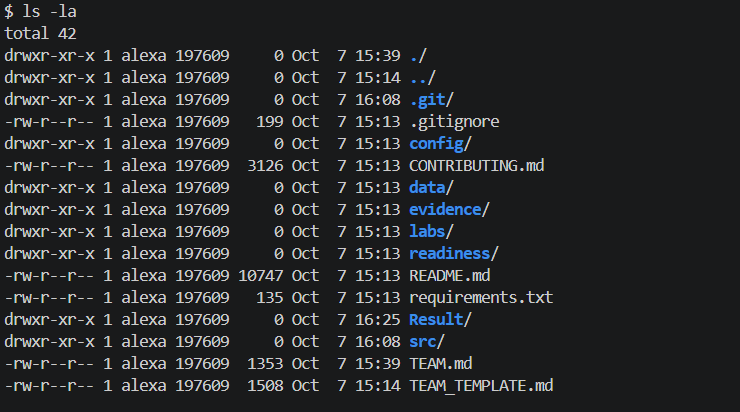 $ ls -la
total 42
drwxr-xr-x 1 alexa 197609     0 Oct  7 15:39 ./
drwxr-xr-x 1 alexa 197609     0 Oct  7 15:14 ../
drwxr-xr-x 1 alexa 197609     0 Oct  7 16:08 .git/
-rw-r--r-- 1 alexa 197609   199 Oct  7 15:13 .gitignore
drwxr-xr-x 1 alexa 197609     0 Oct  7 15:13 config/
-rw-r--r-- 1 alexa 197609  3126 Oct  7 15:13 CONTRIBUTING.md
drwxr-xr-x 1 alexa 197609     0 Oct  7 15:13 data/
drwxr-xr-x 1 alexa 197609     0 Oct  7 15:13 evidence/
drwxr-xr-x 1 alexa 197609     0 Oct  7 15:13 labs/
drwxr-xr-x 1 alexa 197609     0 Oct  7 15:13 readiness/
-rw-r--r-- 1 alexa 197609 10747 Oct  7 15:13 README.md
-rw-r--r-- 1 alexa 197609   135 Oct  7 15:13 requirements.txt
drwxr-xr-x 1 alexa 197609     0 Oct  7 16:25 Result/
drwxr-xr-x 1 alexa 197609     0 Oct  7 16:08 src/
-rw-r--r-- 1 alexa 197609  1353 Oct  7 15:39 TEAM.md
-rw-r--r-- 1 alexa 197609  1508 Oct  7 15:14 TEAM_TEMPLATE.md